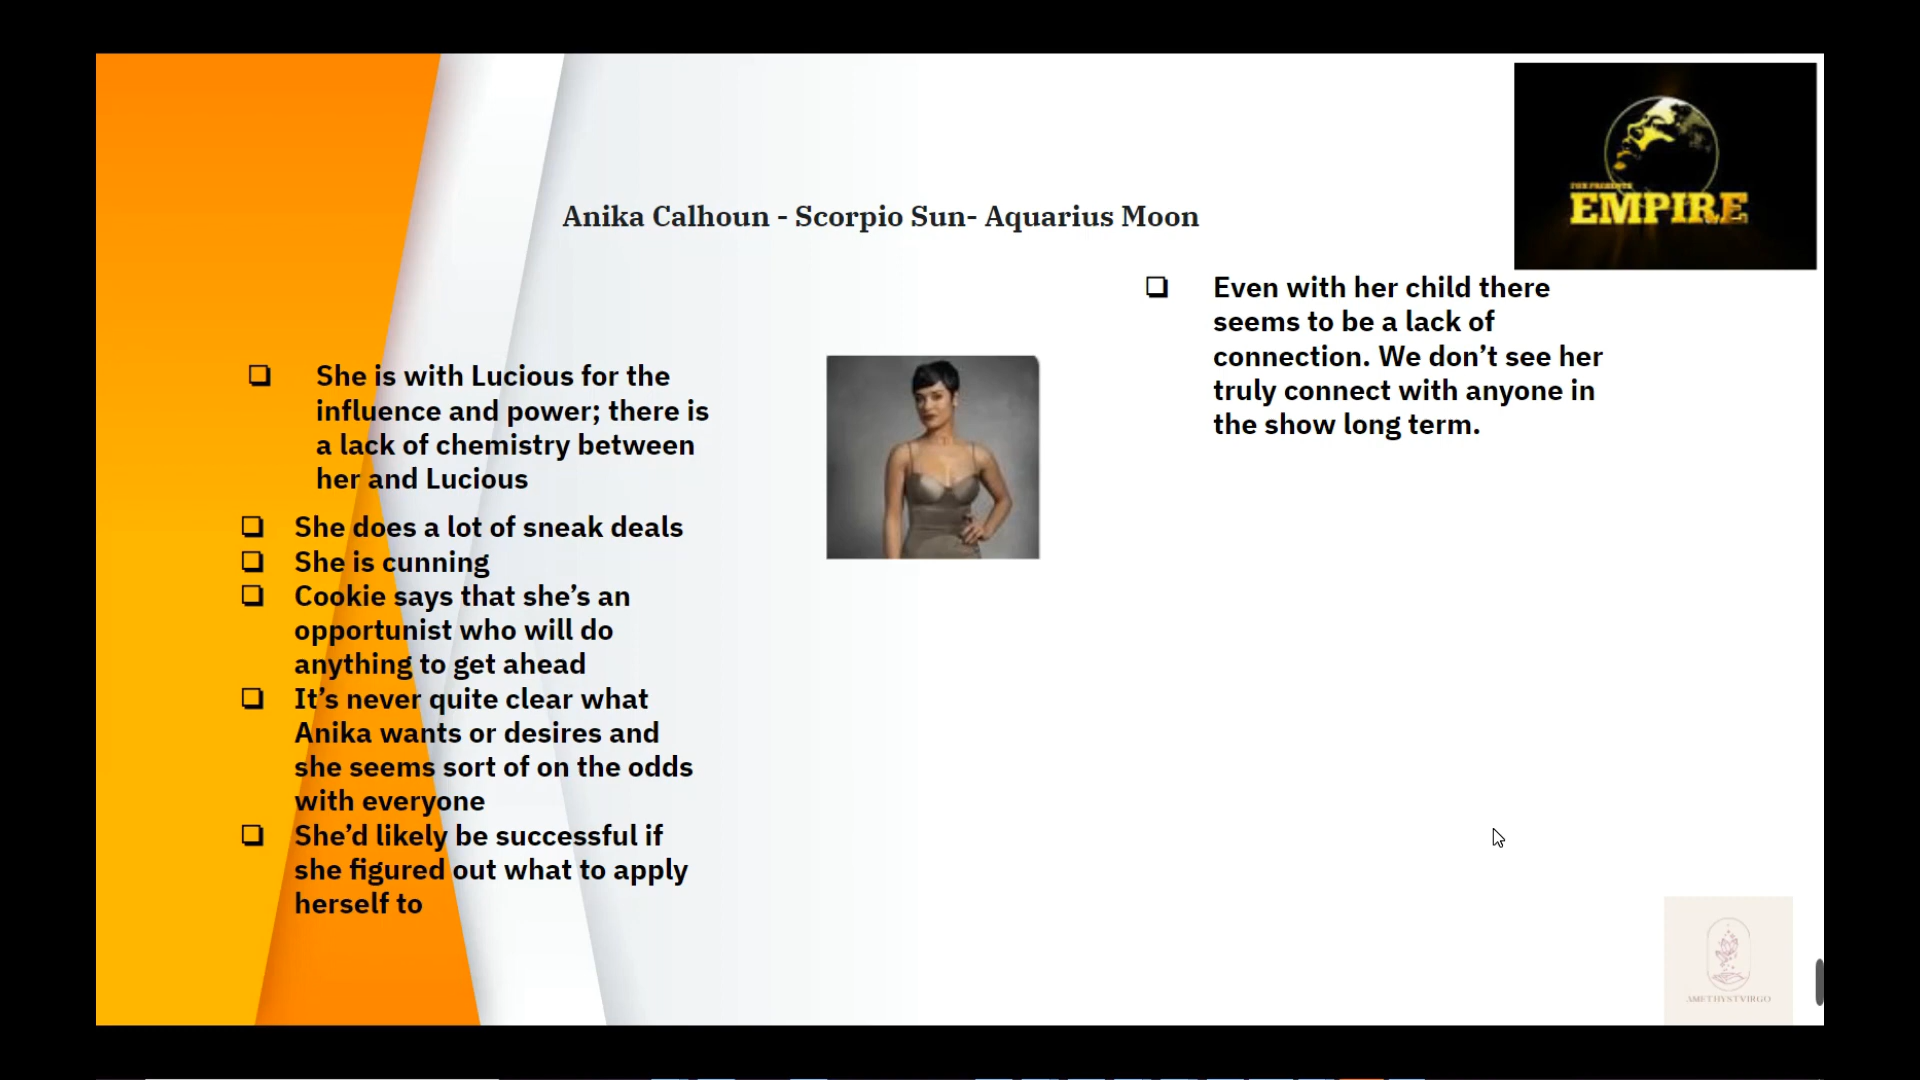 Anika Calhoun - Scorpio Sun- Aquarius Moon
FOX PRESENTS
EMPIRE
❏ She is with Lucious for the
influence and power; there is
a lack of chemistry between
her and Lucious
❏ She does a lot of sneak deals
❏ She is cunning
❏ Cookie says that she’s an
opportunist who will do
anything to get ahead
❏ It’s never quite clear what
Anika wants or desires and
she seems sort of on the odds
with everyone
❏ She’d likely be successful if
she figured out what to apply
herself to
❏ Even with her child there
seems to be a lack of
connection. We don’t see her
truly connect with anyone in
the show long term.
AMETHYSTVIRGO